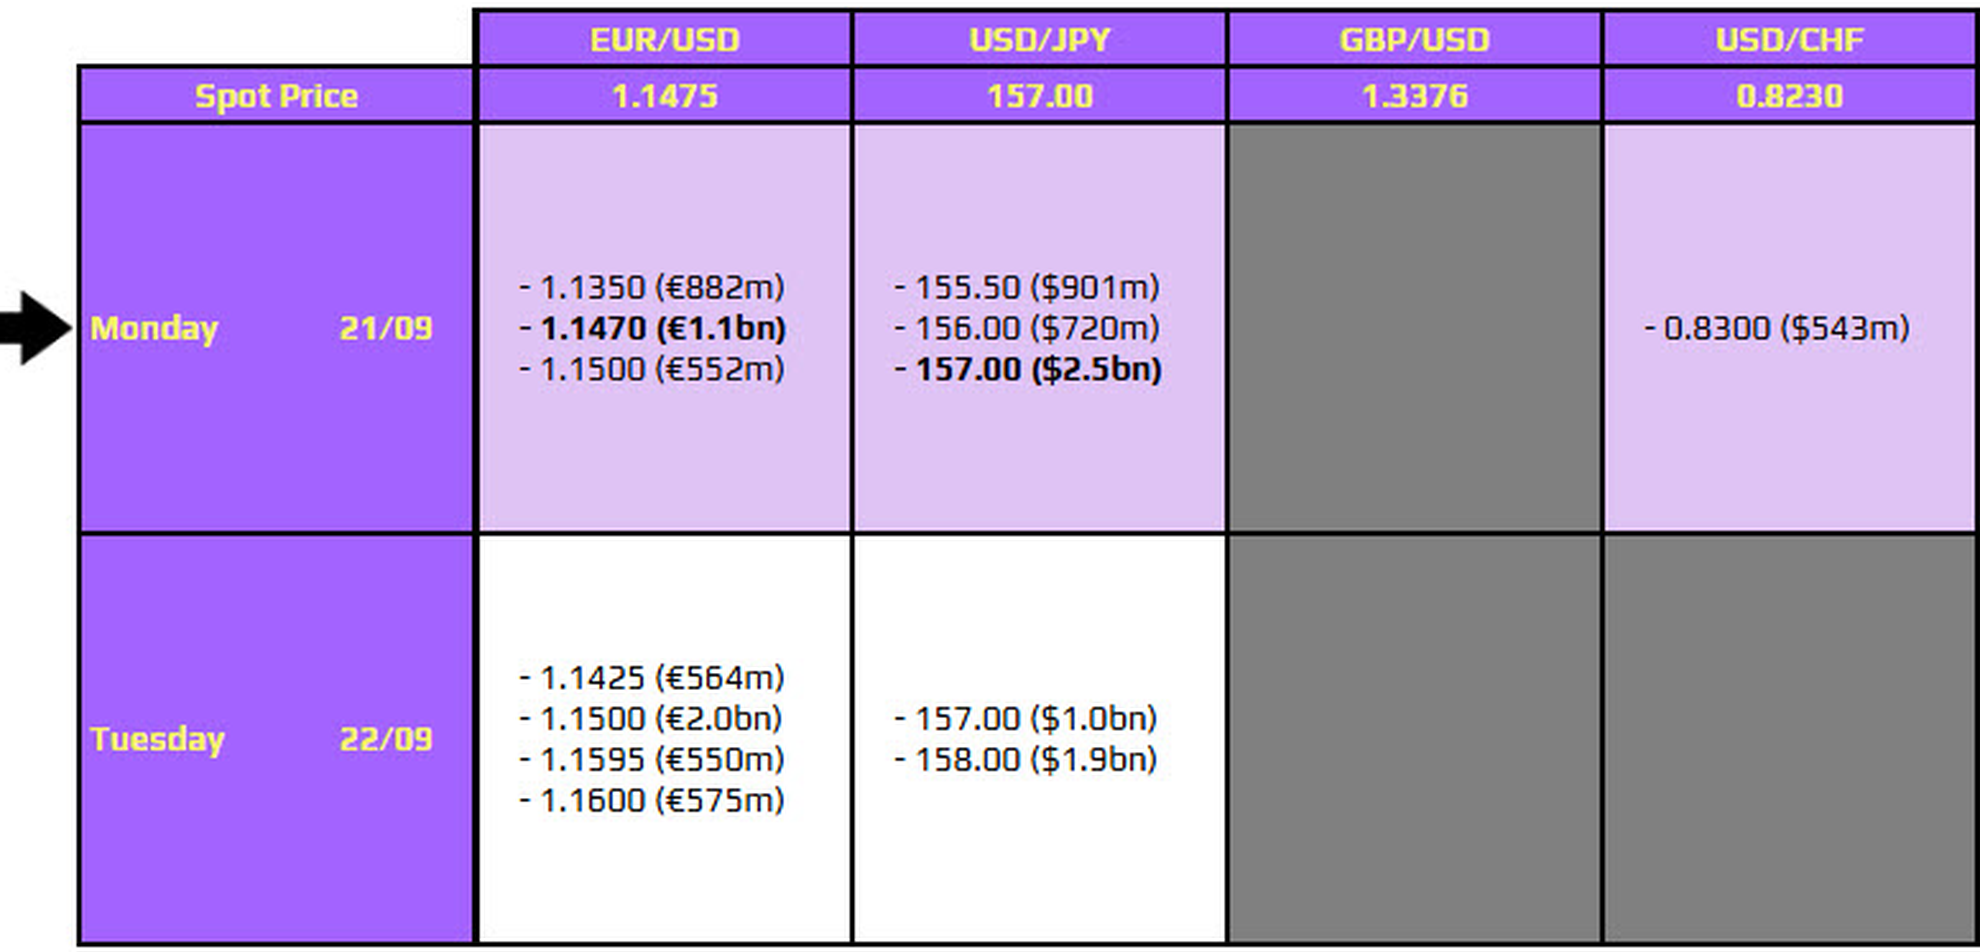 EUR/USD USD/JPY GBP/USD USD/CHF
Spot Price 1.1475 157.00 1.3376 0.8230
Monday 21/09
- 1.1350 (€882m)
- 1.1470 (€1.1bn)
- 1.1500 (€552m)
- 155.50 ($901m)
- 156.00 ($720m)
- 157.00 ($2.5bn)
- 0.8300 ($543m)
Tuesday 22/09
- 1.1425 (€564m)
- 1.1500 (€2.0bn)
- 1.1595 (€550m)
- 1.1600 (€575m)
- 157.00 ($1.0bn)
- 158.00 ($1.9bn)